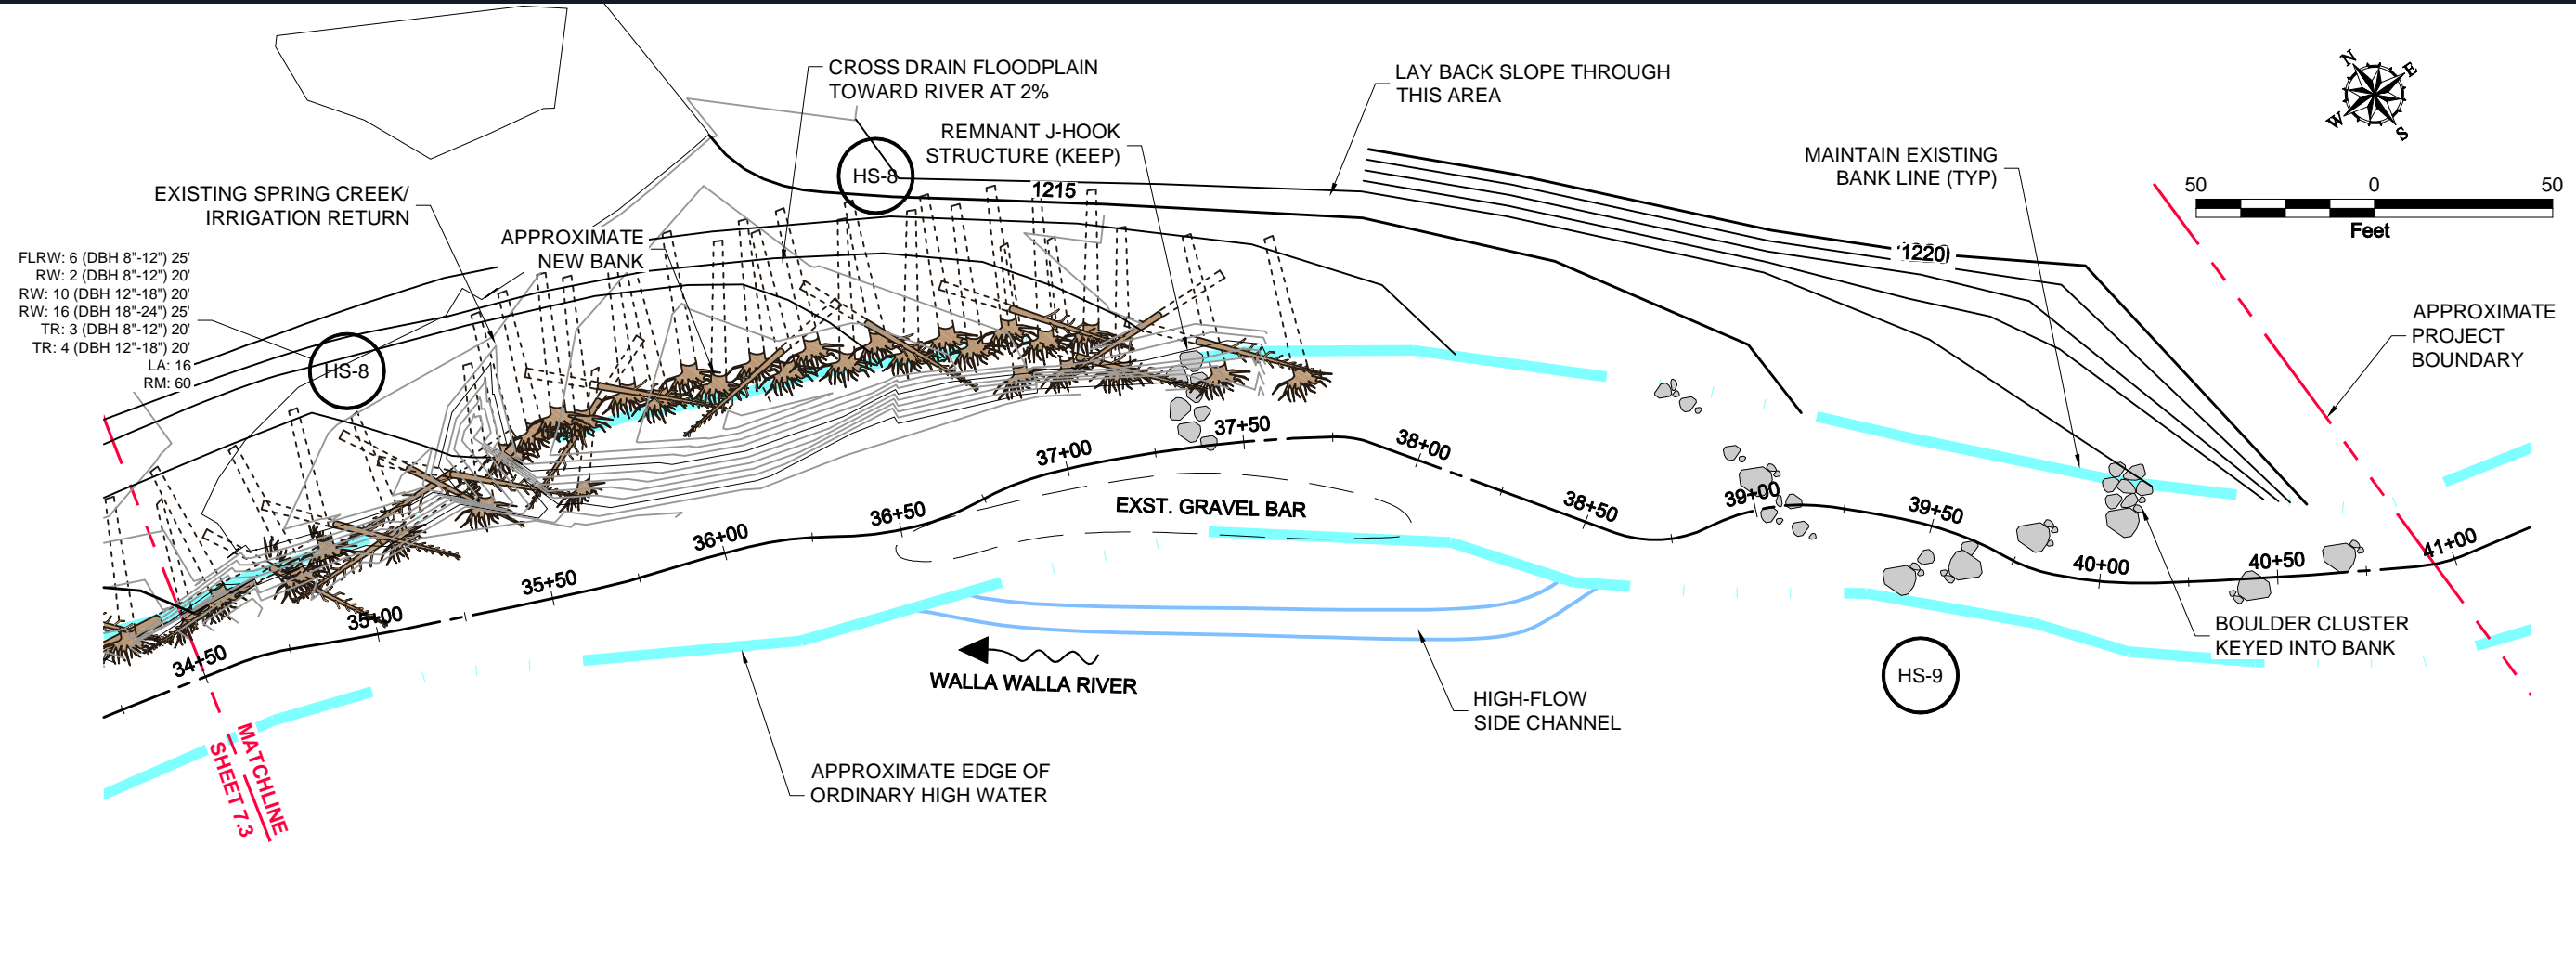 CROSS DRAIN FLOODPLAIN
TOWARD RIVER AT 2%
LAY BACK SLOPE THROUGH
THIS AREA
N
E
W
S
REMNANT J-HOOK
STRUCTURE (KEEP)
MAINTAIN EXISTING
BANK LINE (TYP)
HS-8
50
0
50
Feet
EXISTING SPRING CREEK/
IRRIGATION RETURN
1215
APPROXIMATE
NEW BANK
1220
FLRW: 6 (DBH 8"-12") 25'
RW: 2 (DBH 8"-12") 20'
RW: 10 (DBH 12"-18") 20'
RW: 16 (DBH 18"-24") 25'
TR: 3 (DBH 8"-12") 20'
TR: 4 (DBH 12"-18") 20'
LA: 16
RM: 60
HS-8
APPROXIMATE
PROJECT
BOUNDARY
34+50
35+00
35+50
36+00
36+50
37+00
37+50
38+00
38+50
39+00
39+50
40+00
40+50
41+00
EXST. GRAVEL BAR
WALLA WALLA RIVER
BOULDER CLUSTER
KEYED INTO BANK
HS-9
HIGH-FLOW
SIDE CHANNEL
MATCHLINE
SHEET 7.3
APPROXIMATE EDGE OF
ORDINARY HIGH WATER